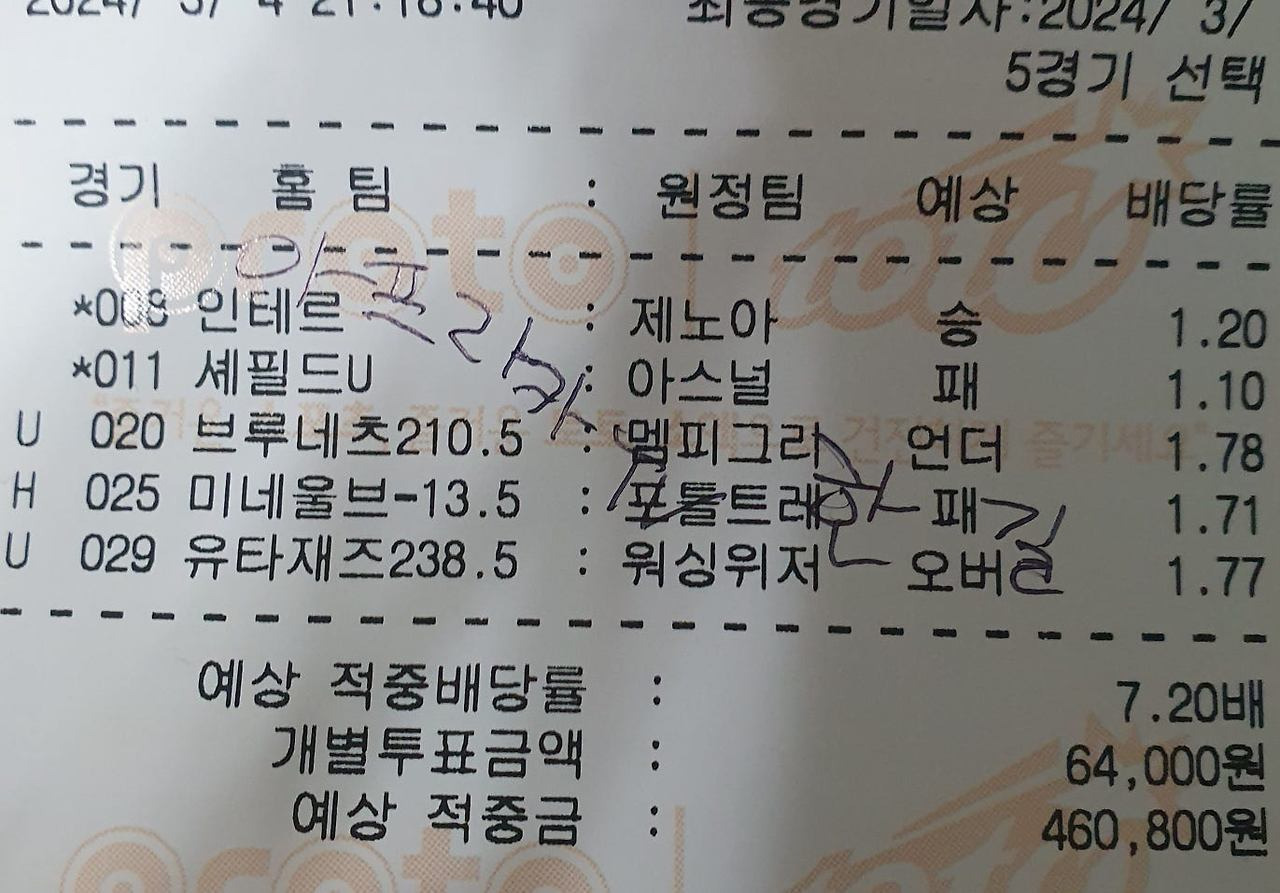 2024/ 3/ 4 21:18:40 최종경기일자:2024/ 3/
5경기 선택
경기 홈 팀 : 원정팀 예상 배당률
*008 인테르 : 제노아 승 1.20
*011 셰필드U : 아스널 패 1.10
U 020 브루네츠210.5 : 멤피그리 언더 1.78
H 025 미네울브-13.5 : 포틀트레 패 1.71
U 029 유타재즈238.5 : 워싱위저 오버 1.77
예상 적중배당률 : 7.20배
개별투표금액 : 64,000원
예상 적중금 : 460,800원
proto toto
proto